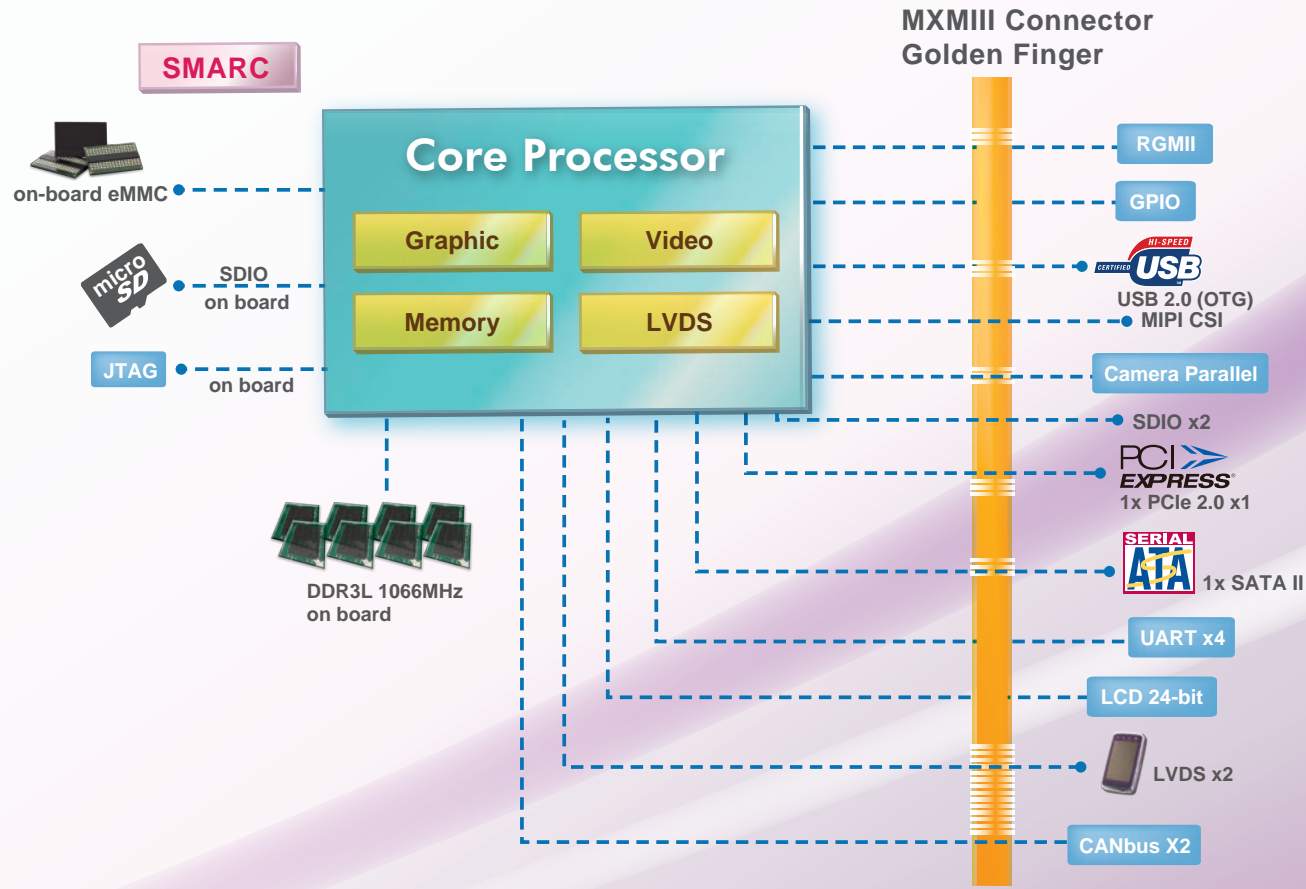 MXMIII Connector
Golden Finger
SMARC
Core Processor
Graphic
Video
Memory
LVDS
on-board eMMC
micro
SD
SDIO
on board
JTAG
on board
DDR3L 1066MHz
on board
RGMII
GPIO
HI-SPEED
CERTIFIED USB
USB 2.0 (OTG)
MIPI CSI
Camera Parallel
SDIO x2
PCI
EXPRESS®
1x PCIe 2.0 x1
SERIAL
ATA
1x SATA II
UART x4
LCD 24-bit
LVDS x2
CANbus X2